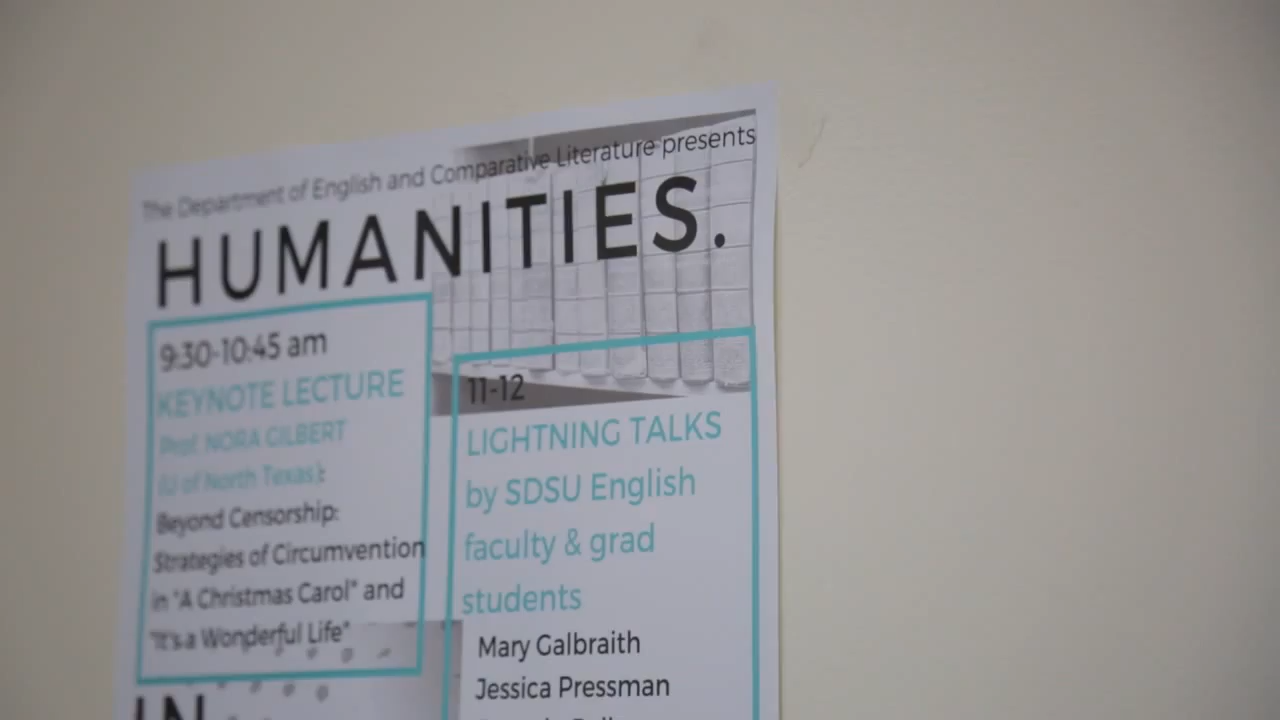 The Department of English and Comparative Literature presents
HUMANITIES.
9:30-10:45 am
KEYNOTE LECTURE
Prof. NORA GILBERT
(U of North Texas):
Beyond Censorship:
Strategies of Circumvention
in "A Christmas Carol" and
"It's a Wonderful Life"
11-12
LIGHTNING TALKS
by SDSU English
faculty & grad
students
Mary Galbraith
Jessica Pressman
IN